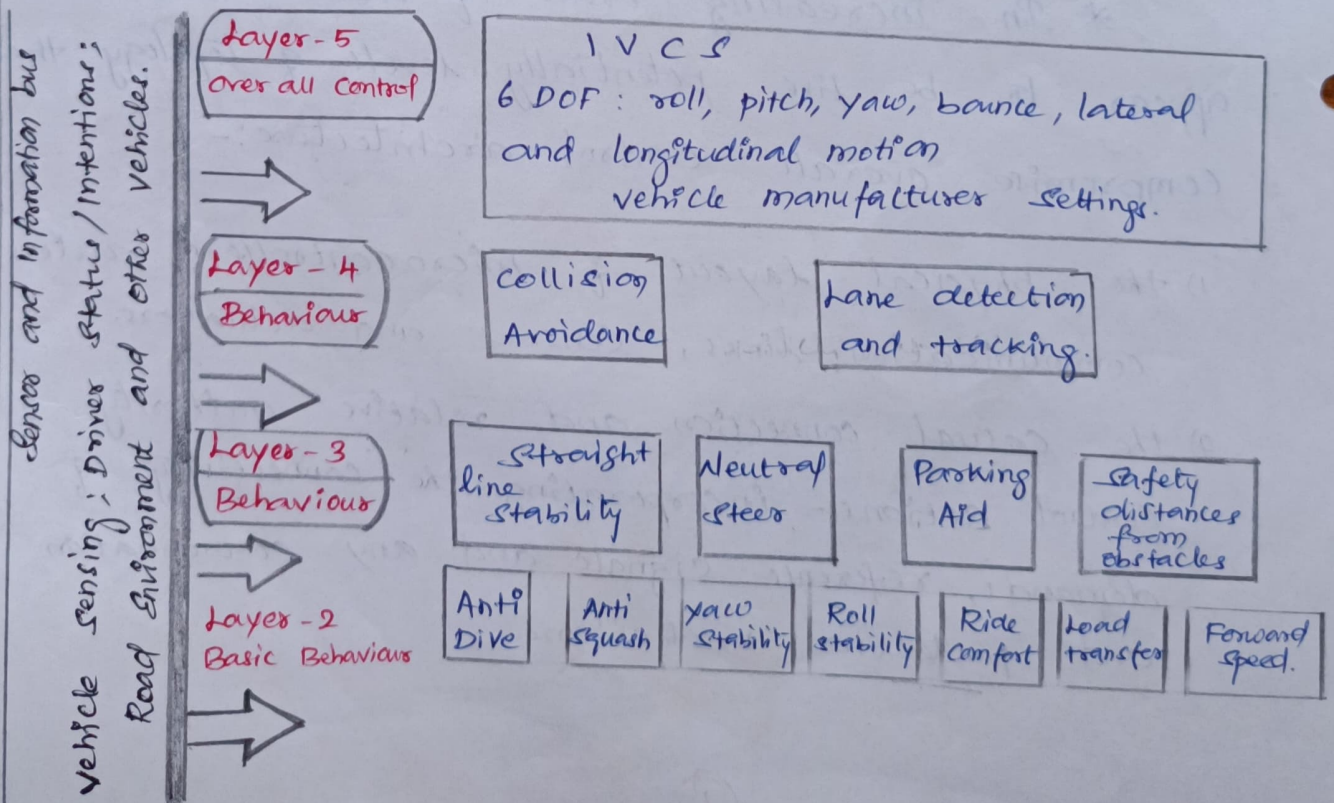 Sensor and Information bus
Vehicle Sensing : Driver status/Intentions;
Road Environment and other vehicles.
Layer-5
Over all Control
I V C S
6 DOF : roll, pitch, yaw, bounce, lateral
and longitudinal motion
vehicle manufacturer settings.
Layer-4
Behaviour
Collision
Avoidance
Lane detection
and tracking.
Layer-3
Behaviour
Straight
line
stability
Neutral
steer
Parking
Aid
Safety
distances
from
obstacles
Layer-2
Basic Behaviour
Anti
Dive
Anti
squash
yaw
stability
Roll
stability
Ride
comfort
Load
transfer
Forward
speed.